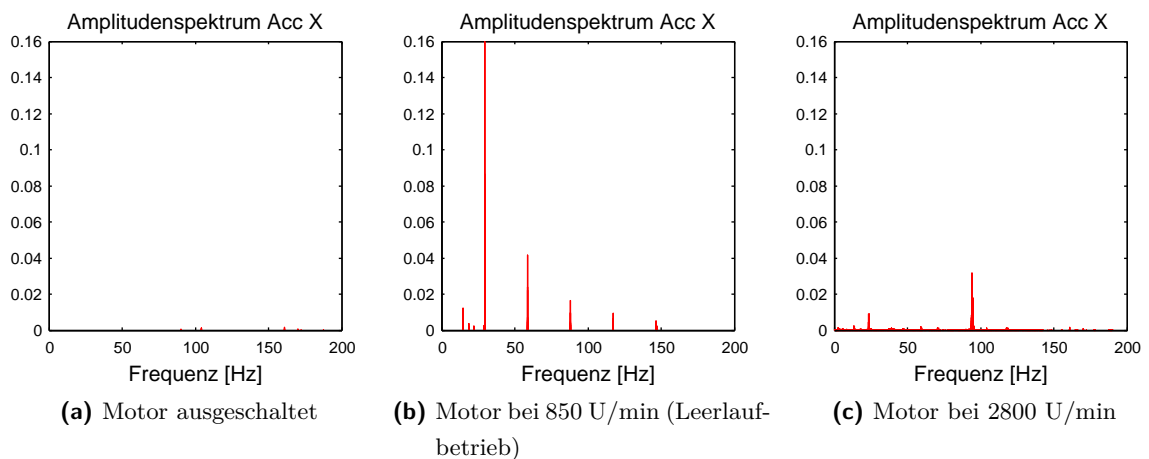 Amplitudenspektrum Acc X
0.16
0.14
0.12
0.1
0.08
0.06
0.04
0.02
0
0 50 100 150 200
Frequenz [Hz]
(a) Motor ausgeschaltet
Amplitudenspektrum Acc X
0.16
0.14
0.12
0.1
0.08
0.06
0.04
0.02
0
0 50 100 150 200
Frequenz [Hz]
(b) Motor bei 850 U/min (Leerlauf-
betrieb)
Amplitudenspektrum Acc X
0.16
0.14
0.12
0.1
0.08
0.06
0.04
0.02
0
0 50 100 150 200
Frequenz [Hz]
(c) Motor bei 2800 U/min